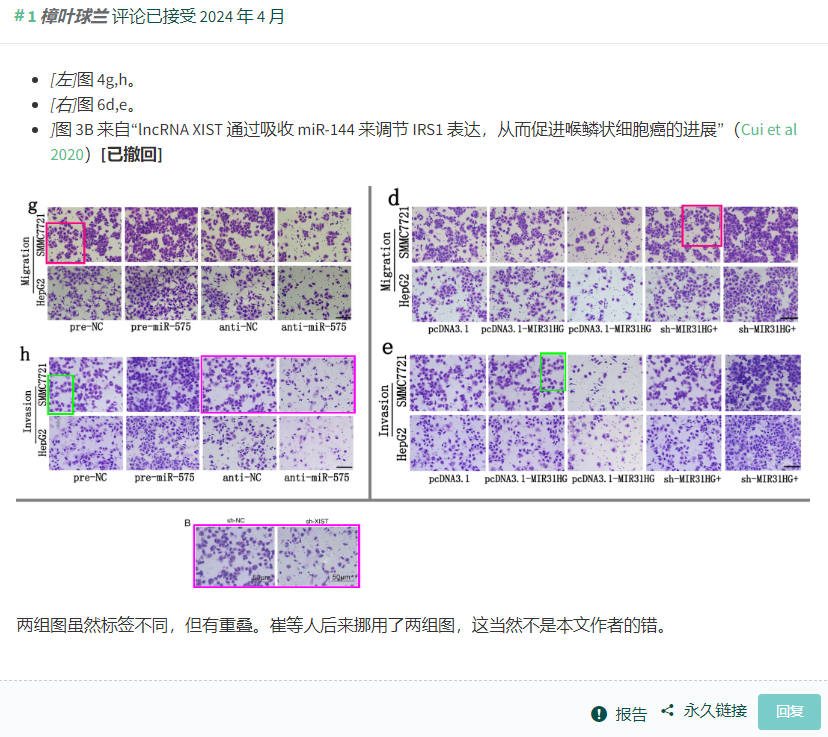 #1 樟叶球兰 评论已接受 2024 年 4 月
[左]图 4g,h。
[右]图 6d,e。
]图 3B 来自“lncRNA XIST 通过吸收 miR-144 来调节 IRS1 表达，从而促进喉鳞状细胞癌的进展”（Cui et al
2020）[已撤回]
g
Migration
SMMC7721
HepG2
pre-NC pre-miR-575 anti-NC anti-miR-575
h
Invasion
SMMC7721
HepG2
pre-NC pre-miR-575 anti-NC anti-miR-575
d
Migration
SMMC7721
HepG2
pcDNA3.1 pcDNA3.1-MIR31HG pcDNA3.1-MIR31HG sh-MIR31HG+ sh-MIR31HG+
e
Invasion
SMMC7721
HepG2
pcDNA3.1 pcDNA3.1-MIR31HG pcDNA3.1-MIR31HG sh-MIR31HG+ sh-MIR31HG+
B sh-NC sh-XIST
50μm 50μm
两组图虽然标签不同，但有重叠。崔等人后来挪用了两组图，这当然不是本文作者的错。
报告 永久链接 回复